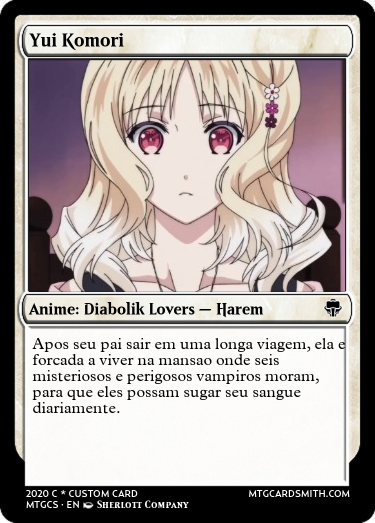 Yui Komori
Anime: Diabolik Lovers — Harem
Apos seu pai sair em uma longa viagem, ela e
forcada a viver na mansao onde seis
misteriosos e perigosos vampiros moram,
para que eles possam sugar seu sangue
diariamente.
2020 C * CUSTOM CARD
MTGCARDSMITH.COM
MTGCS · EN SHERLOTT COMPANY